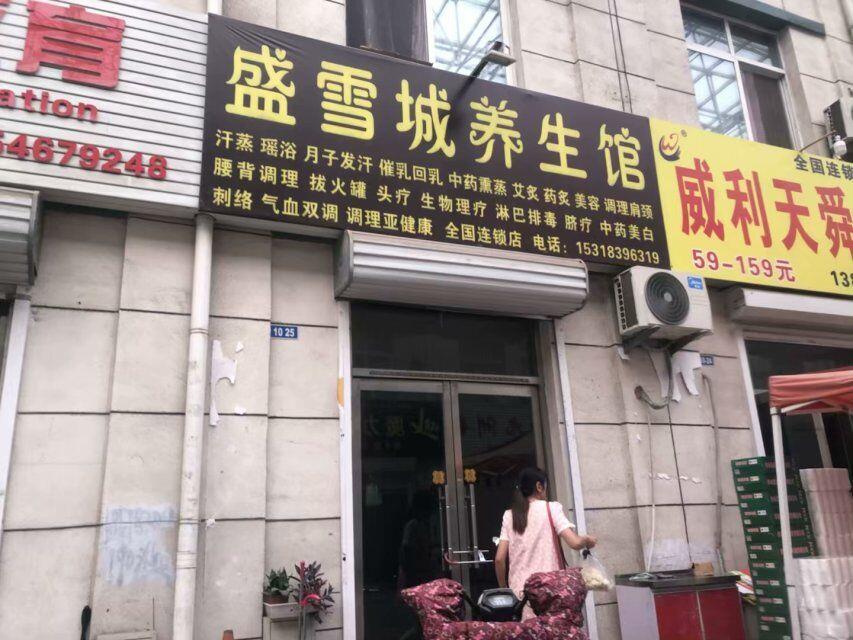 育
ation
54679248
盛雪城养生馆
汗蒸 瑶浴 月子发汗 催乳回乳 中药熏蒸 艾炙 药炙 美容 调理肩颈
腰背调理 拔火罐 头疗 生物理疗 淋巴排毒 脐疗 中药美白
刺络 气血双调 调理亚健康 全国连锁店 电话：15318396319
全国连锁
威利天舜
59-159元
138
10 25
Midea